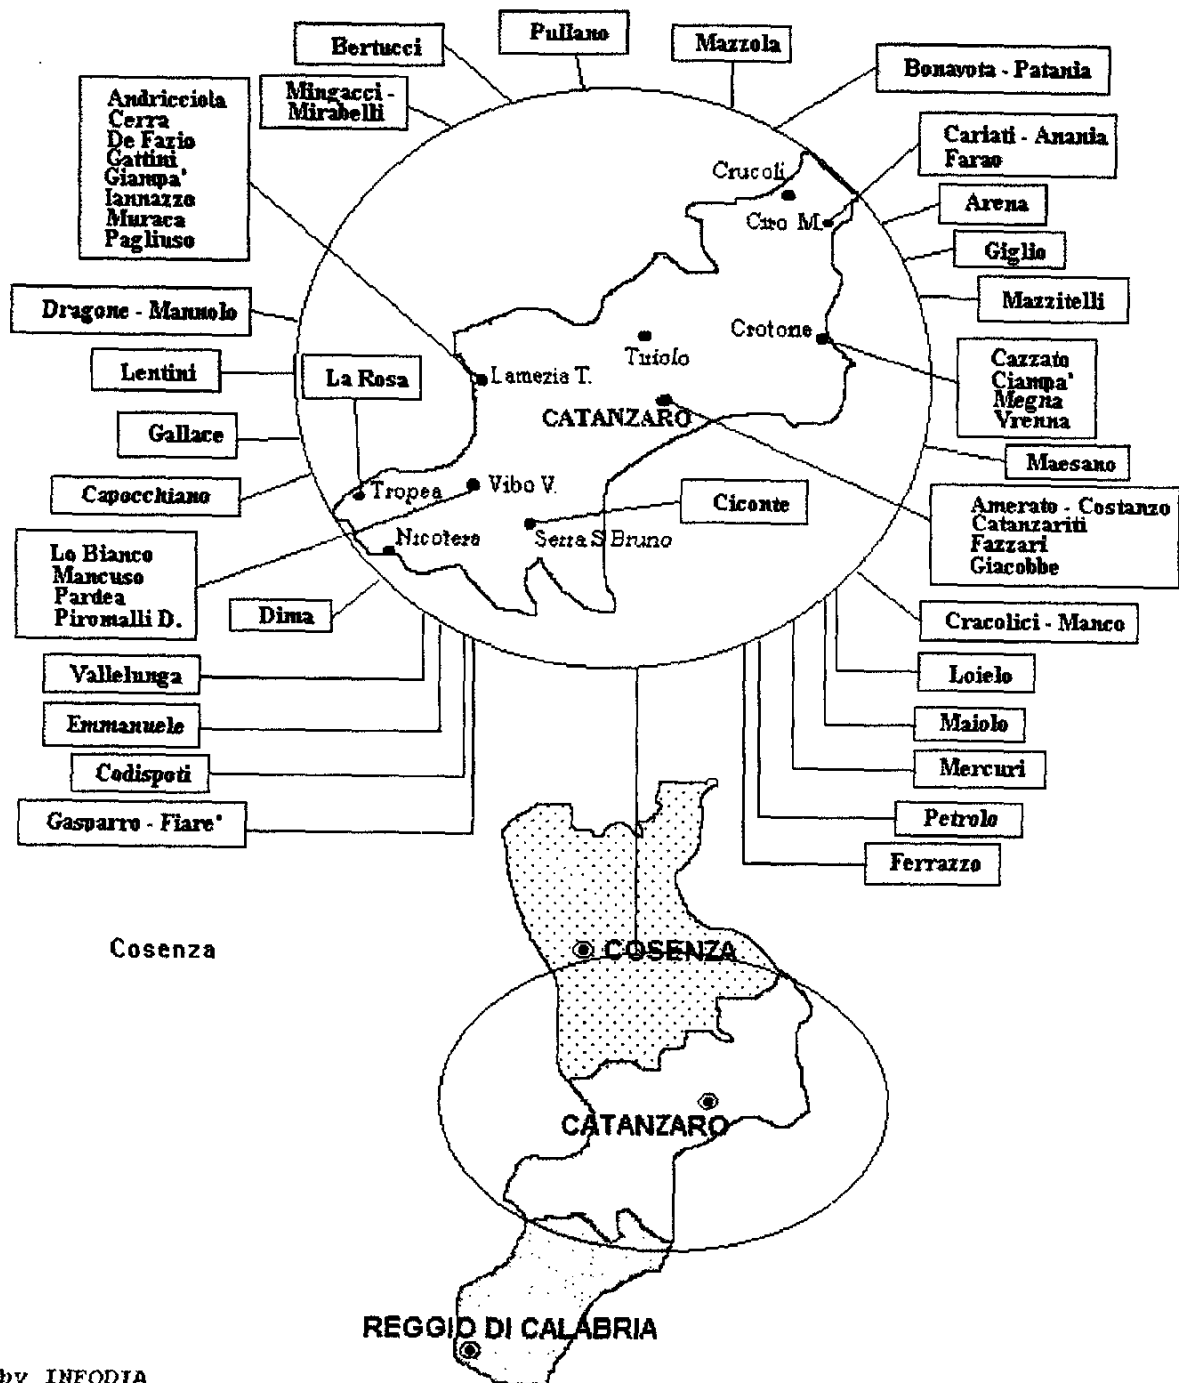 Bertucci
Pullano
Mazzola
Bonavota - Patania
Andricciola
Cerra
De Fazio
Gattini
Giampa'
Iannazzo
Muraca
Pagliuso
Mingacci -
Mirabelli
Cariati - Anania
Farao
Crucoli
Ciro M.
Arena
Giglio
Dragone - Mannolo
Mazzitelli
Crotone
Tuiolo
Lentini
La Rosa
Lamezia T.
Cazzato
Ciampa'
Megna
Vrenna
CATANZARO
Gallace
Maesano
Capocchiano
Tropea
Vibo V.
Ciconte
Amerato - Costanzo
Catanzariti
Fazzari
Giacobbe
Lo Bianco
Mancuso
Pardea
Piromalli D.
Nicotera
Serra S Bruno
Dima
Cracolici - Manco
Vallelunga
Loielo
Emmanuele
Maiolo
Codispoti
Mercuri
Gasparro - Fiare'
Petrolo
Ferrazzo
Cosenza
COSENZA
CATANZARO
REGGIO DI CALABRIA
by INFODIA